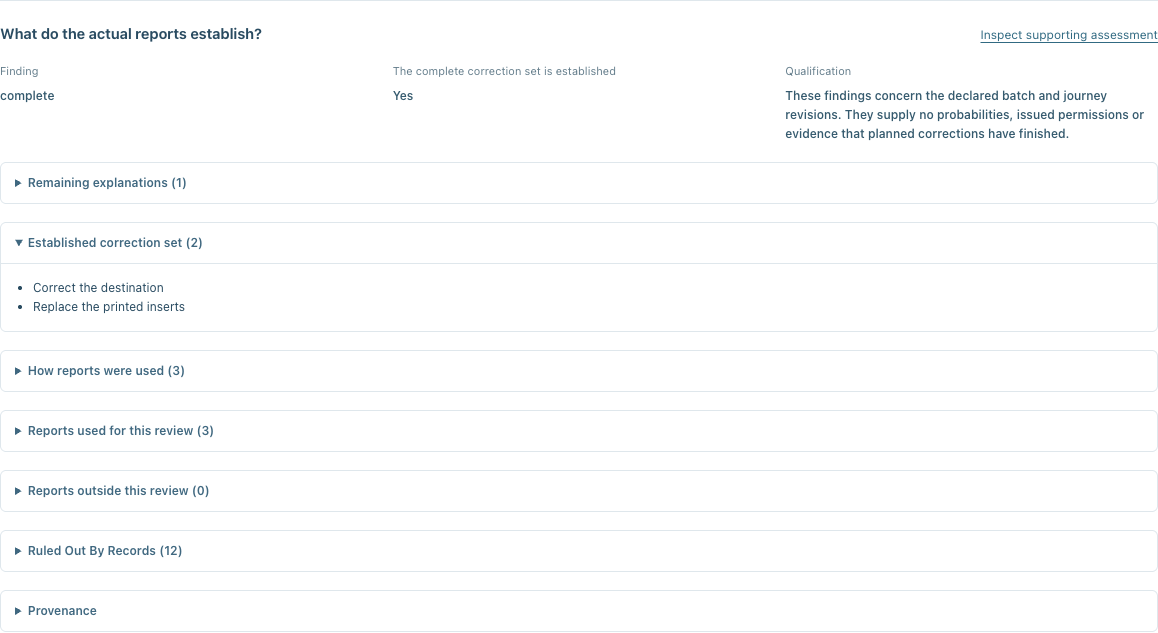 What do the actual reports establish?
Inspect supporting assessment
Finding
complete
The complete correction set is established
Yes
Qualification
These findings concern the declared batch and journey
revisions. They supply no probabilities, issued permissions or
evidence that planned corrections have finished.
Remaining explanations (1)
Established correction set (2)
Correct the destination
Replace the printed inserts
How reports were used (3)
Reports used for this review (3)
Reports outside this review (0)
Ruled Out By Records (12)
Provenance